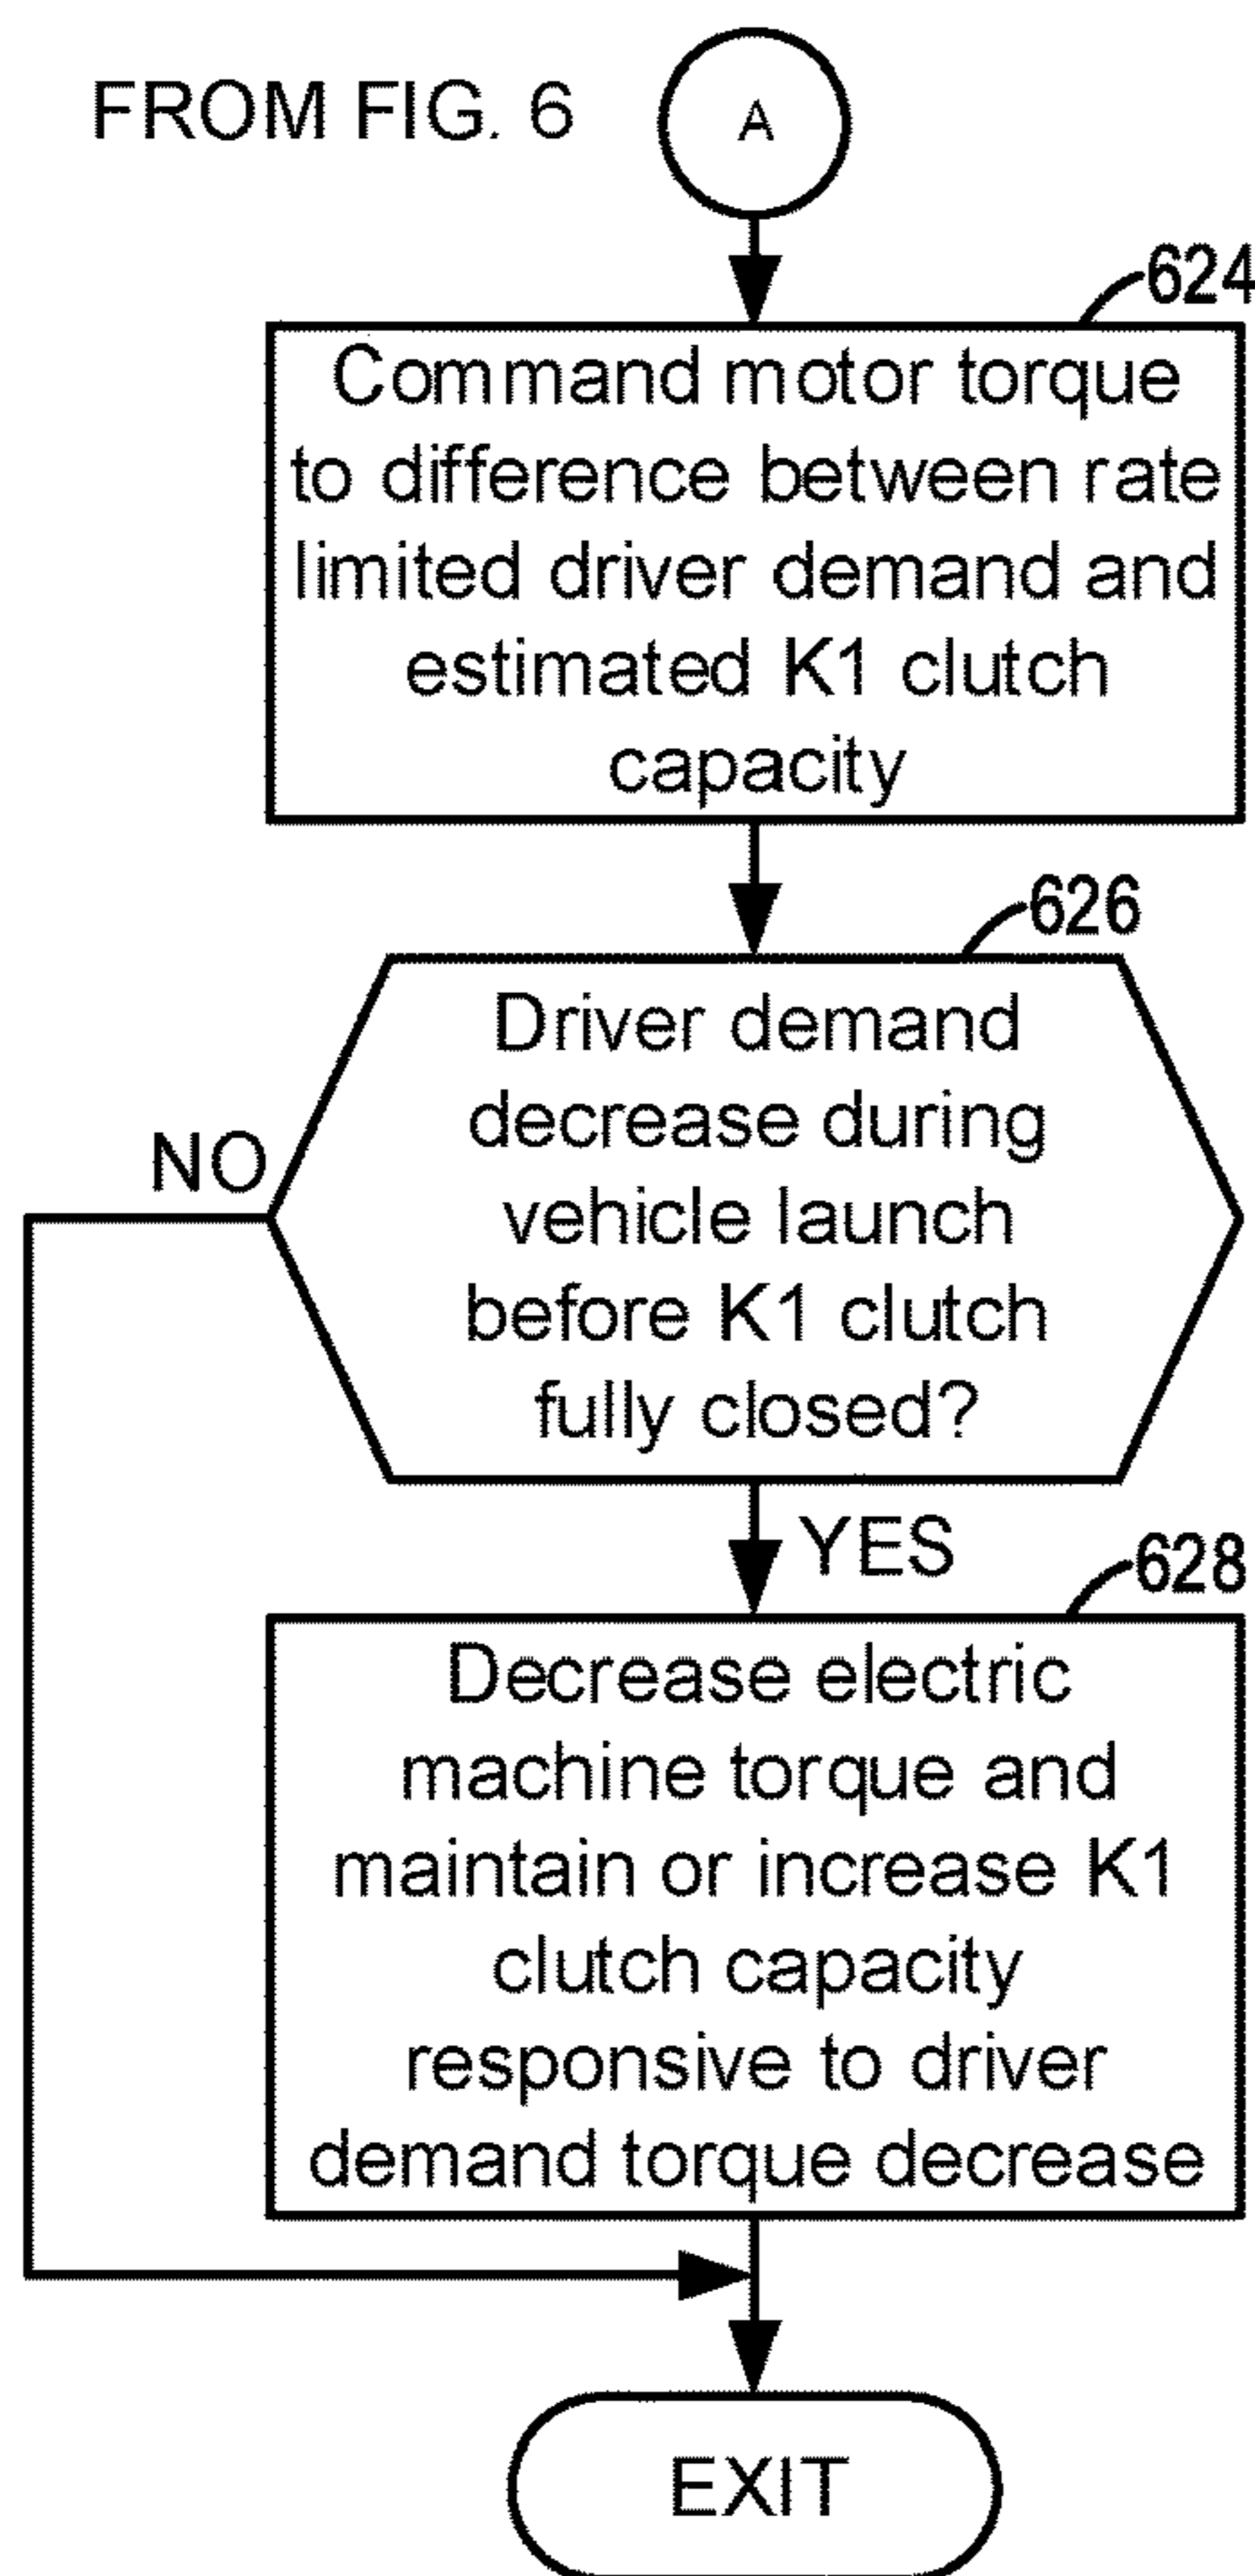 FROM FIG. 6
A
624
Command motor torque
to difference between rate
limited driver demand and
estimated K1 clutch
capacity
626
Driver demand
decrease during
vehicle launch
before K1 clutch
fully closed?
NO
YES
628
Decrease electric
machine torque and
maintain or increase K1
clutch capacity
responsive to driver
demand torque decrease
EXIT